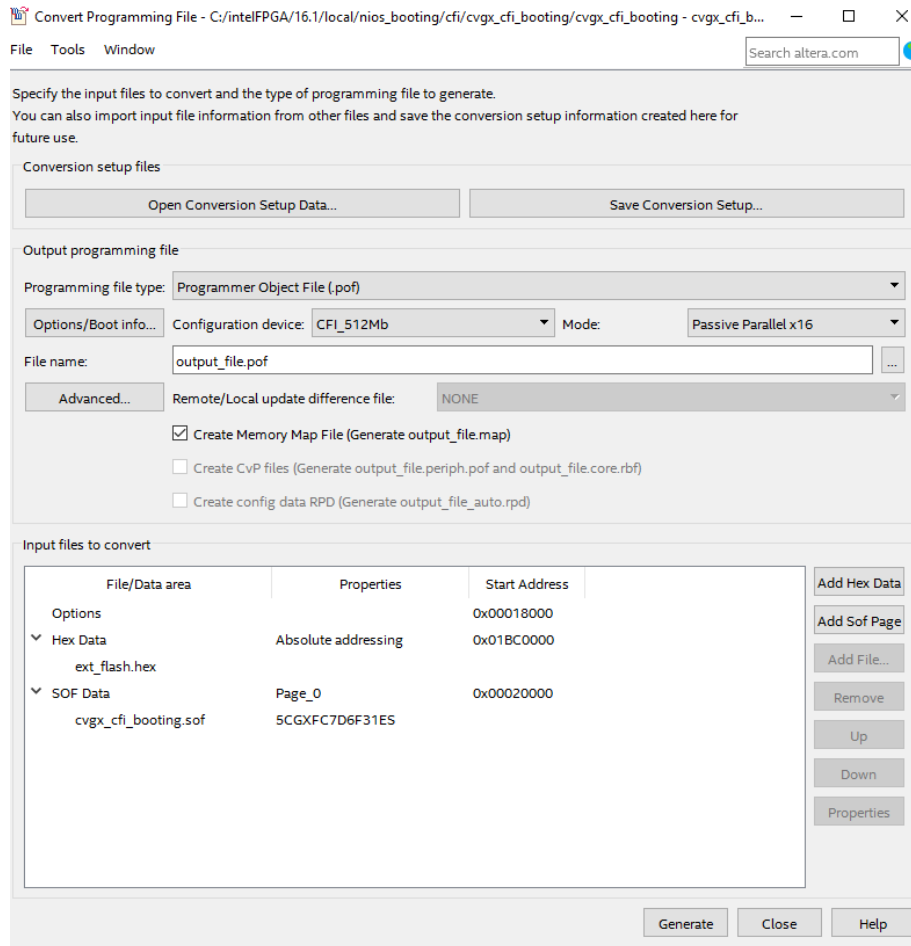 Convert Programming File - C:/intelFPGA/16.1/local/nios_booting/cfi/cvgx_cfi_booting/cvgx_cfi_booting - cvgx_cfi_b...
File Tools Window
Search altera.com
Specify the input files to convert and the type of programming file to generate.
You can also import input file information from other files and save the conversion setup information created here for
future use.
Conversion setup files
Open Conversion Setup Data... Save Conversion Setup...
Output programming file
Programming file type: Programmer Object File (.pof)
Options/Boot info... Configuration device: CFI_512Mb Mode: Passive Parallel x16
File name: output_file.pof ...
Advanced... Remote/Local update difference file: NONE
Create Memory Map File (Generate output_file.map)
Create CvP files (Generate output_file.periph.pof and output_file.core.rbf)
Create config data RPD (Generate output_file_auto.rpd)
Input files to convert
File/Data area Properties Start Address Add Hex Data
Options 0x00018000
Add Sof Page
Hex Data Absolute addressing 0x01BC0000
ext_flash.hex Add File...
SOF Data Page_0 0x00020000 Remove
cvgx_cfi_booting.sof 5CGXFC7D6F31ES
Up
Down
Properties
Generate Close Help